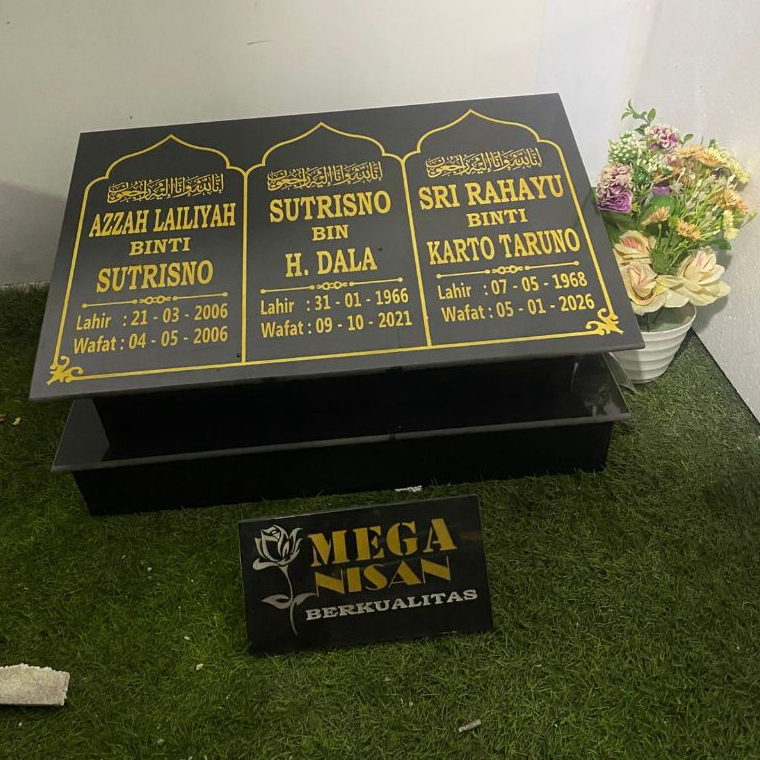 إنا لله وإنا إليه راجعون
AZZAH LAILIYAH
BINTI
SUTRISNO
Lahir : 21 - 03 - 2006
Wafat : 04 - 05 - 2006
إنا لله وإنا إليه راجعون
SUTRISNO
BIN
H. DALA
Lahir : 31 - 01 - 1966
Wafat : 09 - 10 - 2021
إنا لله وإنا إليه راجعون
SRI RAHAYU
BINTI
KARTO TARUNO
Lahir : 07 - 05 - 1968
Wafat : 05 - 01 - 2026
MEGA
NISAN
BERKUALITAS